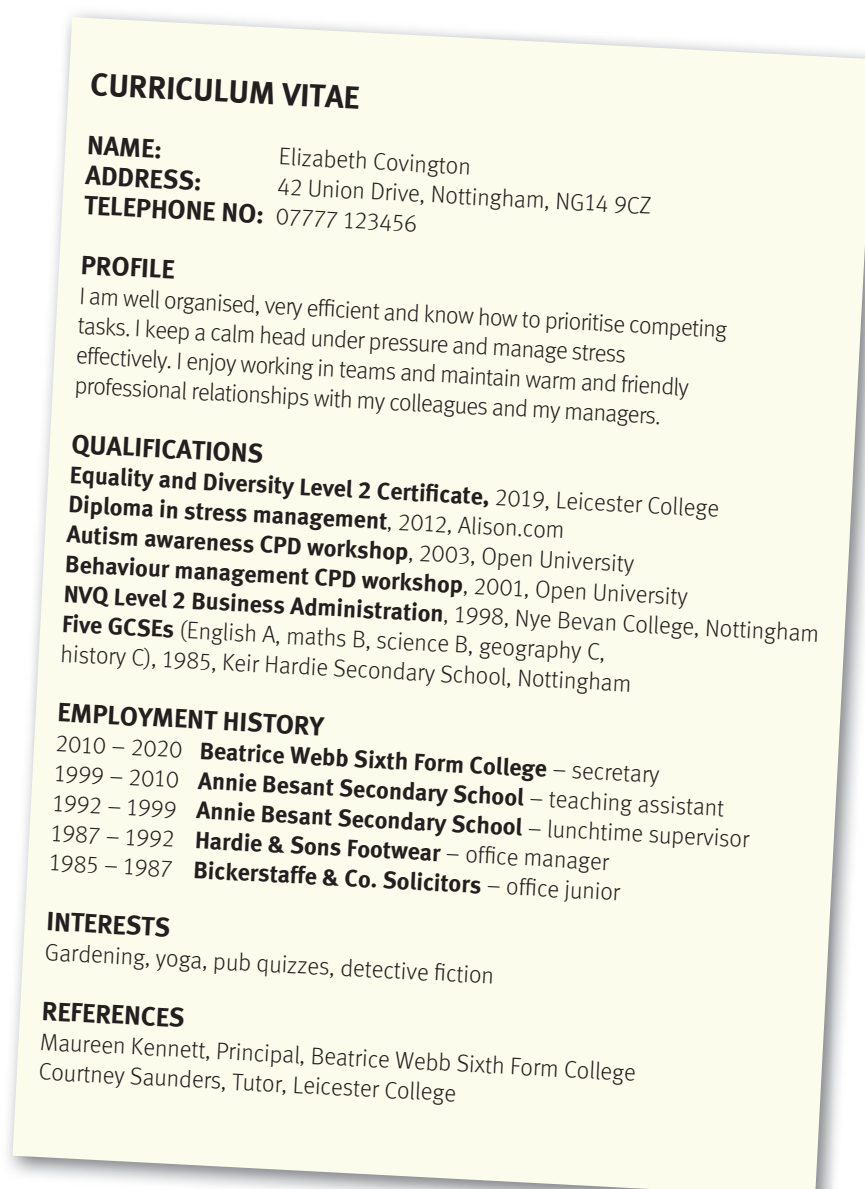 CURRICULUM VITAE
NAME: Elizabeth Covington
ADDRESS: 42 Union Drive, Nottingham, NG14 9CZ
TELEPHONE NO: 07777 123456
PROFILE
I am well organised, very efficient and know how to prioritise competing
tasks. I keep a calm head under pressure and manage stress
effectively. I enjoy working in teams and maintain warm and friendly
professional relationships with my colleagues and my managers.
QUALIFICATIONS
Equality and Diversity Level 2 Certificate, 2019, Leicester College
Diploma in stress management, 2012, Alison.com
Autism awareness CPD workshop, 2003, Open University
Behaviour management CPD workshop, 2001, Open University
NVQ Level 2 Business Administration, 1998, Nye Bevan College, Nottingham
Five GCSEs (English A, maths B, science B, geography C,
history C), 1985, Keir Hardie Secondary School, Nottingham
EMPLOYMENT HISTORY
2010 – 2020 Beatrice Webb Sixth Form College – secretary
1999 – 2010 Annie Besant Secondary School – teaching assistant
1992 – 1999 Annie Besant Secondary School – lunchtime supervisor
1987 – 1992 Hardie & Sons Footwear – office manager
1985 – 1987 Bickerstaffe & Co. Solicitors – office junior
INTERESTS
Gardening, yoga, pub quizzes, detective fiction
REFERENCES
Maureen Kennett, Principal, Beatrice Webb Sixth Form College
Courtney Saunders, Tutor, Leicester College